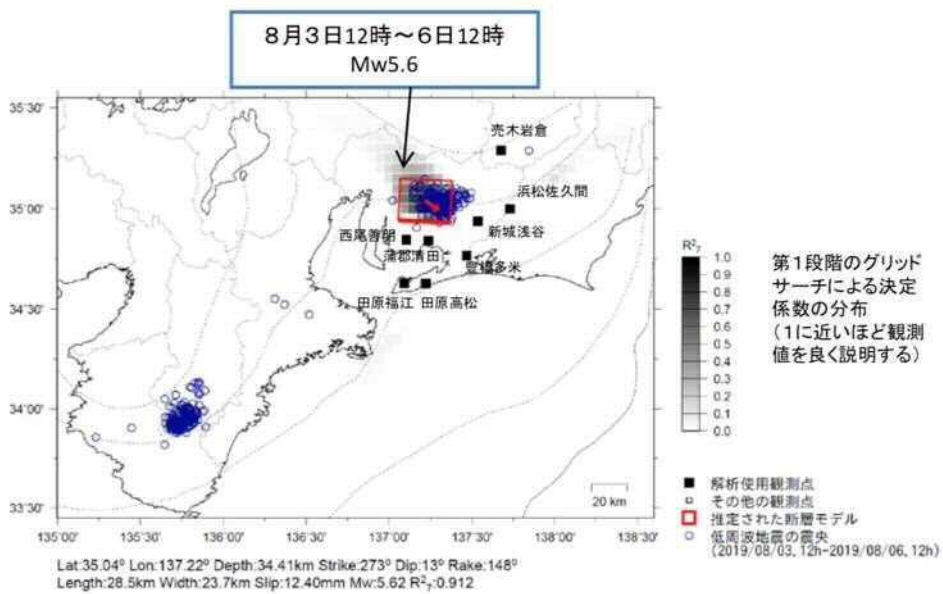 8月3日12時～6日12時
Mw5.6
35˚30'
35˚00'
34˚30'
34˚00'
33˚30'
135˚00'
135˚30'
136˚00'
136˚30'
137˚00'
137˚30'
138˚00'
138˚30'
売木岩倉
浜松佐久間
新城浅谷
西尾善明
蒲郡清田
豊橋多米
田原福江 田原高松
20 km
R²₇
1.0
0.9
0.8
0.7
0.6
0.5
0.4
0.3
0.2
0.1
0.0
第1段階のグリッド
サーチによる決定
係数の分布
(1に近いほど観測
値を良く説明する)
解析使用観測点
その他の観測点
推定された断層モデル
低周波地震の震央
(2019/08/03,12h-2019/08/06,12h)
Lat:35.04º Lon:137.22º Depth:34.41km Strike:273º Dip:13º Rake:148º
Length:28.5km Width:23.7km Slip:12.40mm Mw:5.62 R²₇:0.912